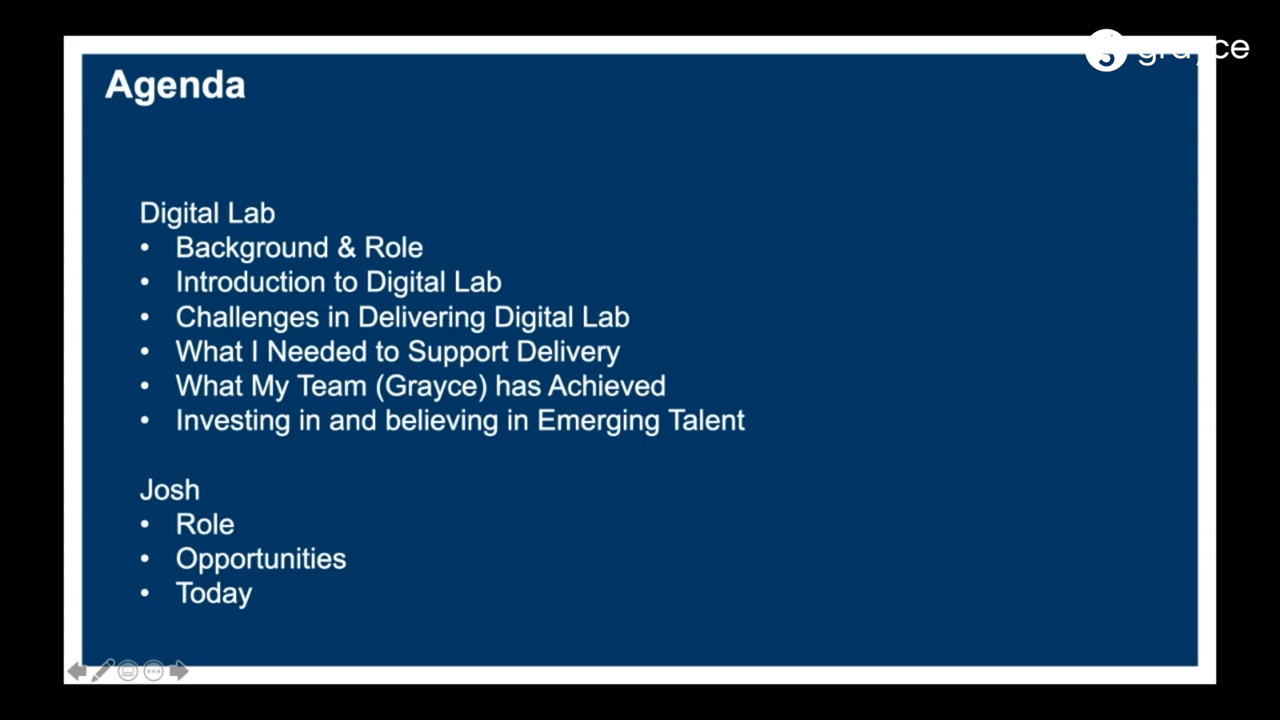 grayce
Agenda
Digital Lab
• Background & Role
• Introduction to Digital Lab
• Challenges in Delivering Digital Lab
• What I Needed to Support Delivery
• What My Team (Grayce) has Achieved
• Investing in and believing in Emerging Talent
Josh
• Role
• Opportunities
• Today